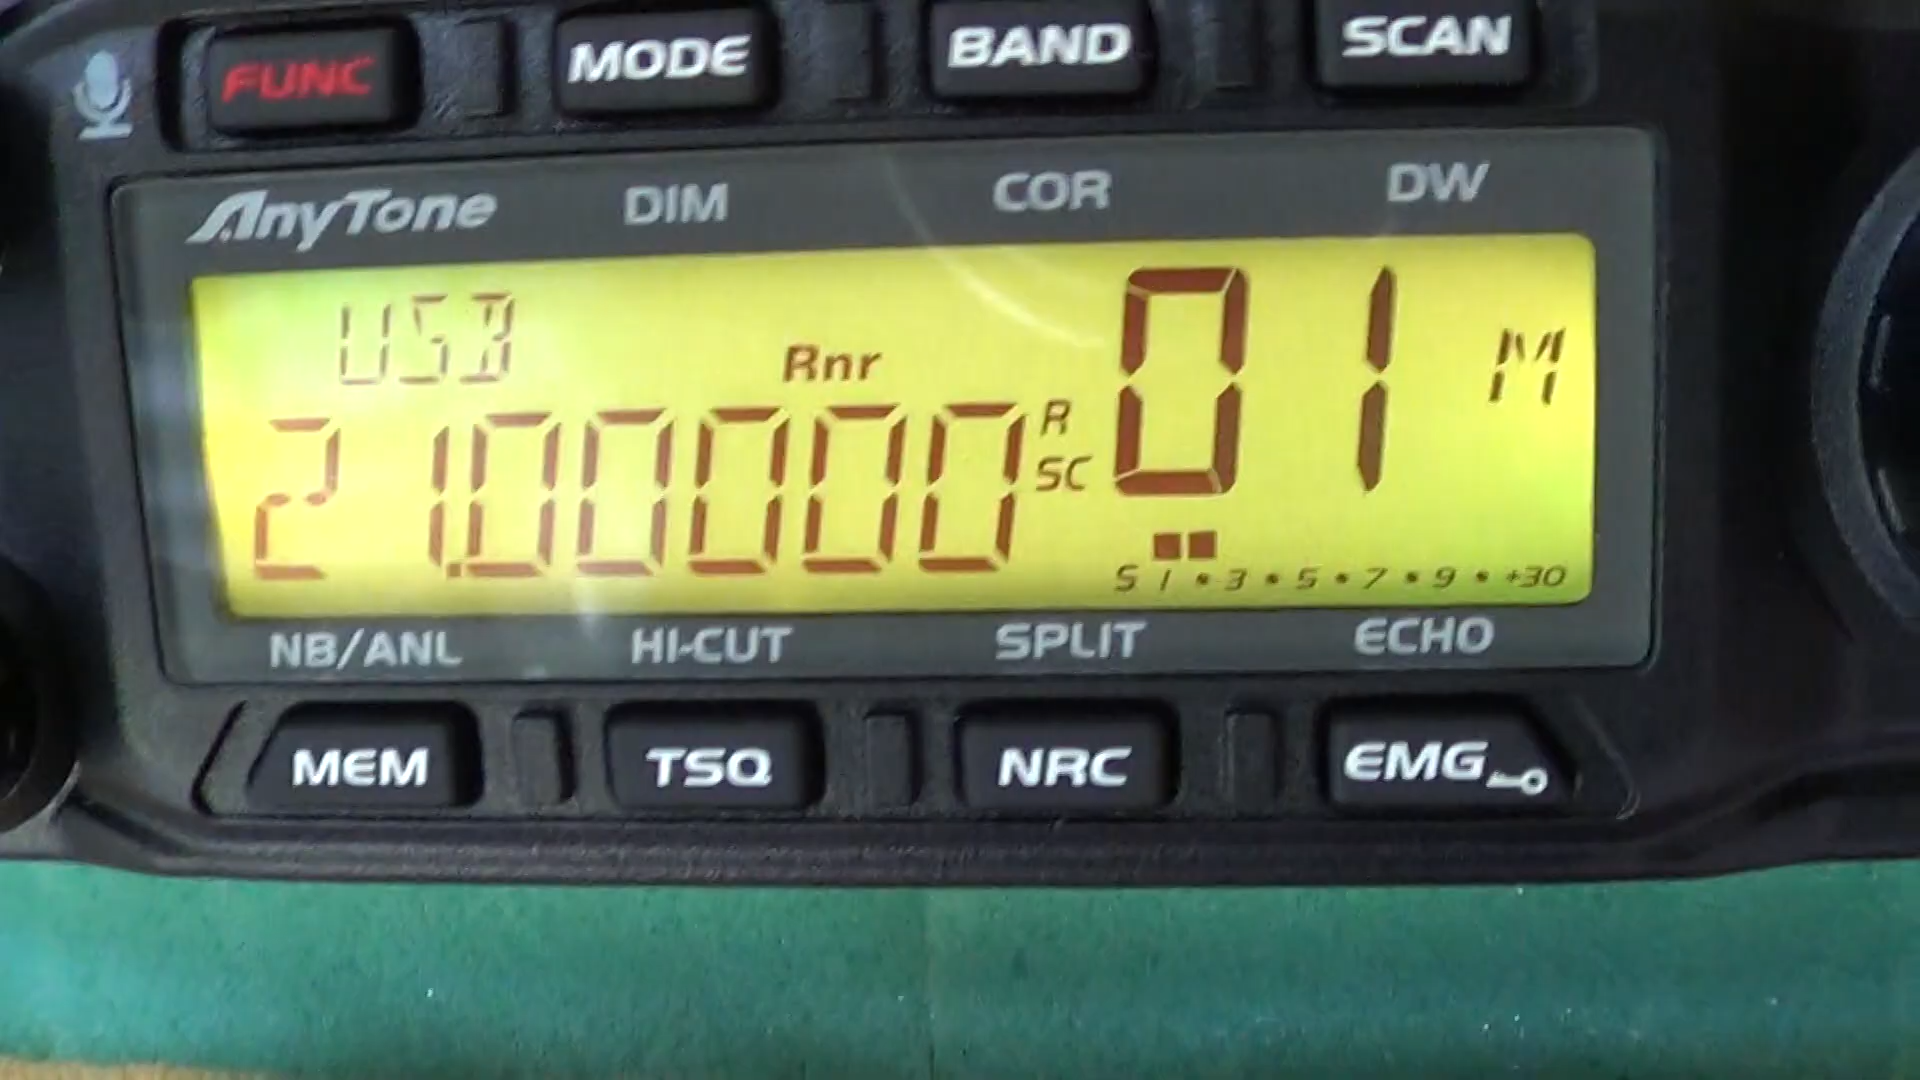 FUNC MODE BAND SCAN
AnyTone DIM COR DW
USB Rnr 01 M
21.00000 R
SC
S 1 • 3 • 5 • 7 • 9 • +30
NB/ANL HI-CUT SPLIT ECHO
MEM TSQ NRC EMG